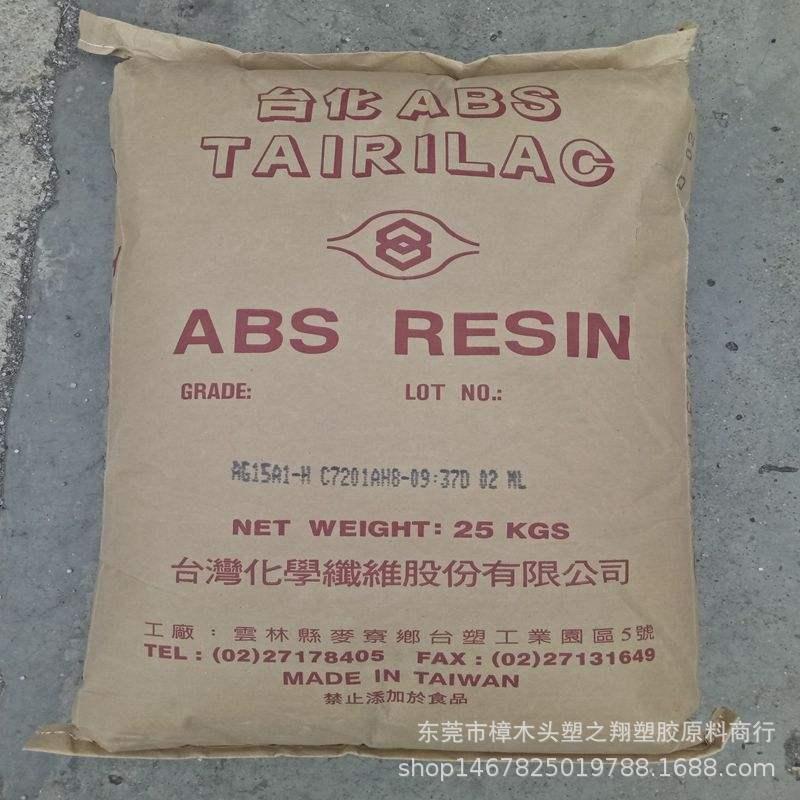 台化 ABS
TAIRILAC
ABS RESIN
GRADE: LOT NO.:
AG15A1-H C7201AH8-09:37D 02 ML
NET WEIGHT: 25 KGS
台灣化學纖維股份有限公司
工廠：雲林縣麥寮鄉台塑工業園區5號
TEL : (02)27178405 FAX : (02)27131649
MADE IN TAIWAN
禁止添加於食品
东莞市樟木头塑之翔塑胶原料商行
shop1467825019788.1688.com